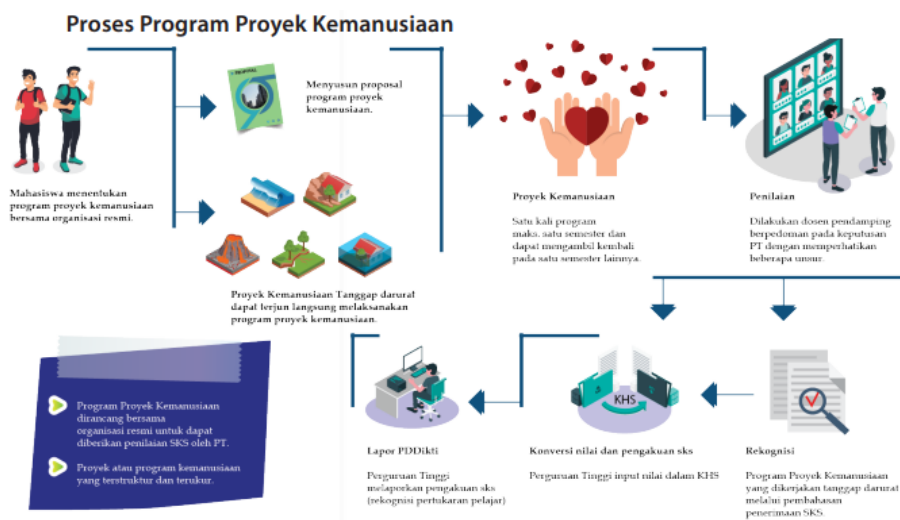 Proses Program Proyek Kemanusiaan
Mahasiswa menentukan
program proyek kemanusiaan
bersama organisasi resmi.
PROPOSAL
Menyusun proposal
program proyek
kemanusiaan.
Proyek Kemanusiaan Tanggap darurat
dapat terjun langsung melaksanakan
program proyek kemanusiaan.
Proyek Kemanusiaan
Satu kali program
maks. satu semester dan
dapat mengambil kembali
pada satu semester lainnya.
Penilaian
Dilakukan dosen pendamping
berpedoman pada keputusan
PT dengan memperhatikan
beberapa unsur.
Rekognisi
Program Proyek Kemanusiaan
yang dikerjakan tanggap darurat
melalui pembahasan
penerimaan SKS
KHS
Konversi nilai dan pengakuan sks
Perguruan Tinggi input nilai dalam KHS
Lapor PDDikti
Perguruan Tinggi
melaporkan pengakuan sks
(rekognisi pertukaran pelajar)
Program Proyek Kemanusiaan
dirancang bersama
organisasi resmi untuk dapat
diberikan penilaian SKS oleh PT.
Proyek atau program kemanusiaan
yang terstruktur dan terukur.